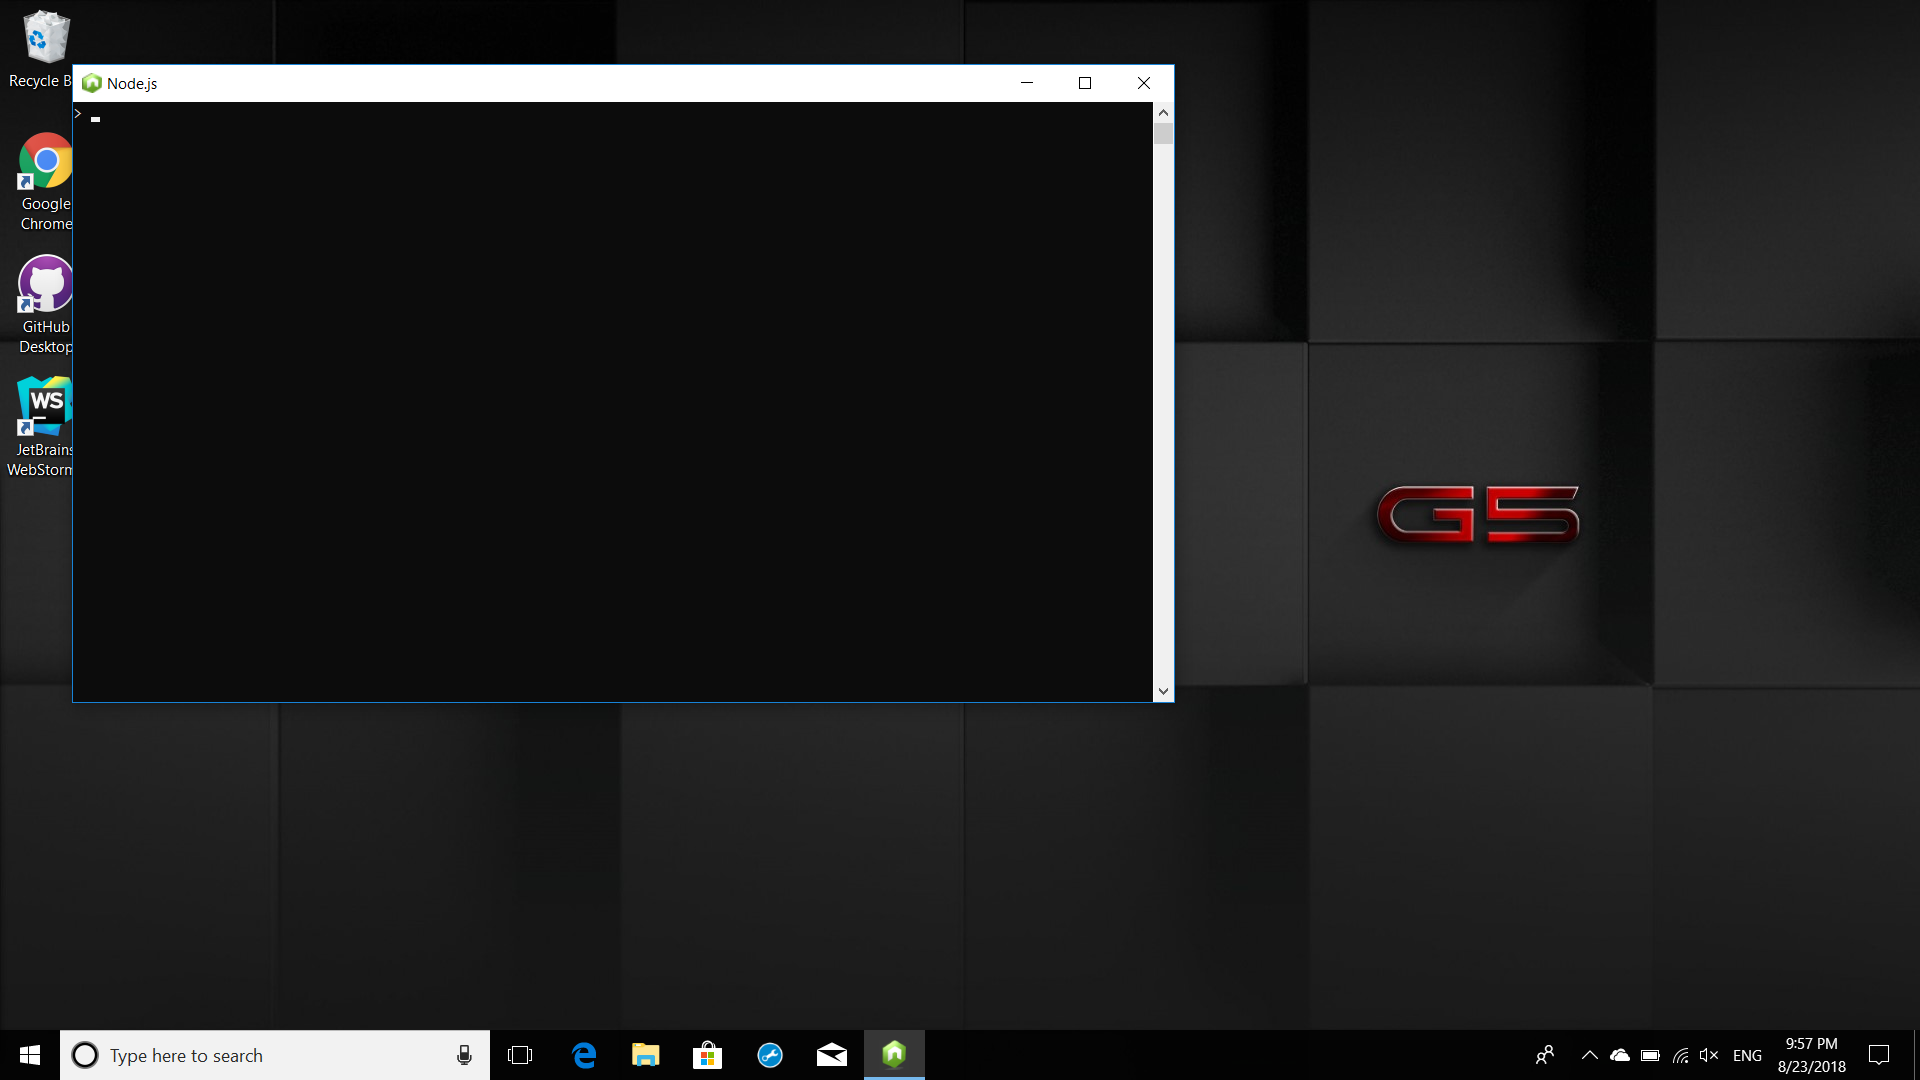 Recycle B
Node.js
>
Google
Chrome
GitHub
Desktop
WS
JetBrains
WebStorm
G5
Type here to search
ENG
9:57 PM
8/23/2018